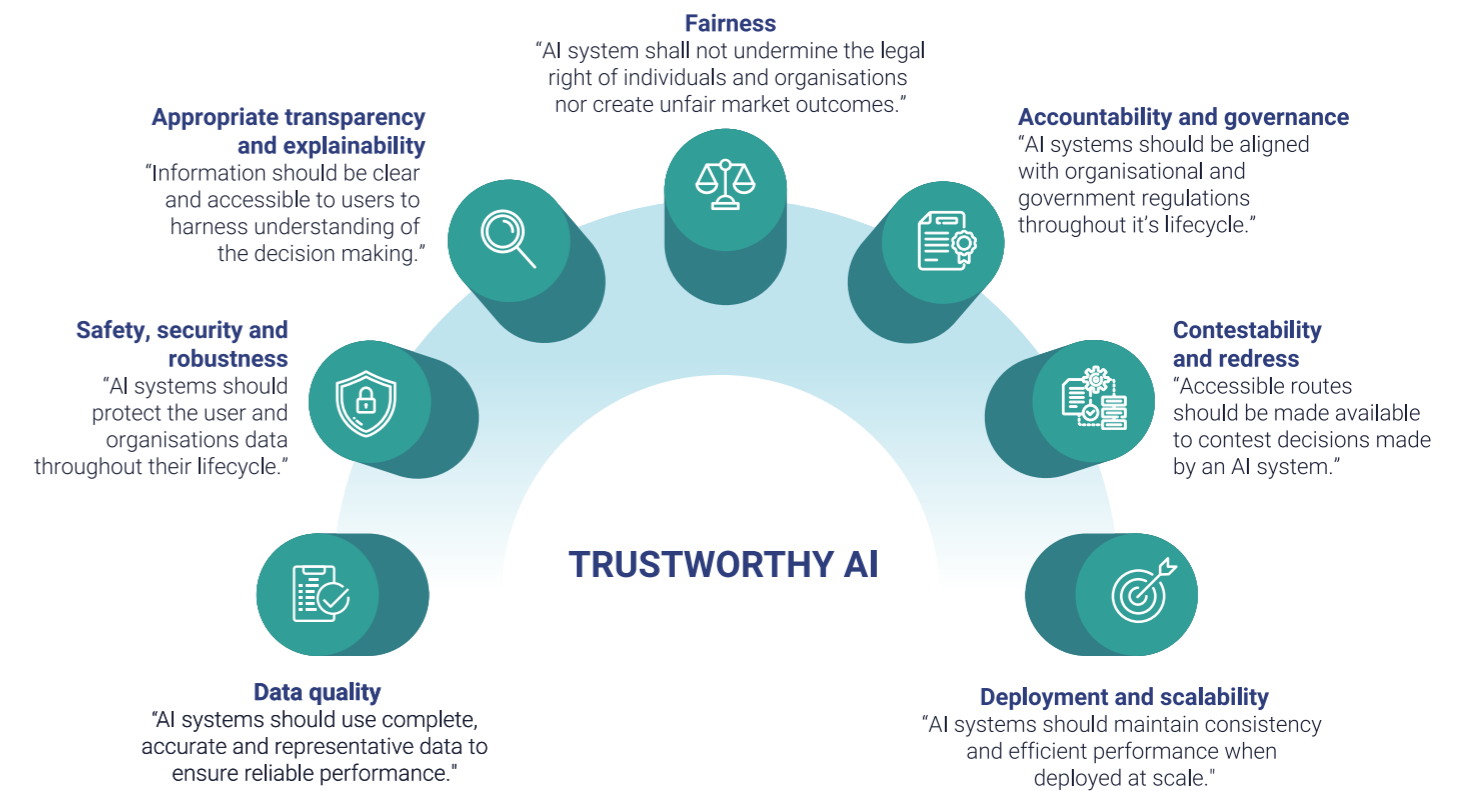 Fairness
“AI system shall not undermine the legal
right of individuals and organisations
nor create unfair market outcomes.”
Appropriate transparency
and explainability
“Information should be clear
and accessible to users to
harness understanding of
the decision making.”
Accountability and governance
“AI systems should be aligned
with organisational and
government regulations
throughout it’s lifecycle.”
Safety, security and
robustness
“AI systems should
protect the user and
organisations data
throughout their lifecycle.”
Contestability
and redress
“Accessible routes
should be made available
to contest decisions made
by an AI system.”
TRUSTWORTHY AI
Data quality
“AI systems should use complete,
accurate and representative data to
ensure reliable performance."
Deployment and scalability
“AI systems should maintain consistency
and efficient performance when
deployed at scale."